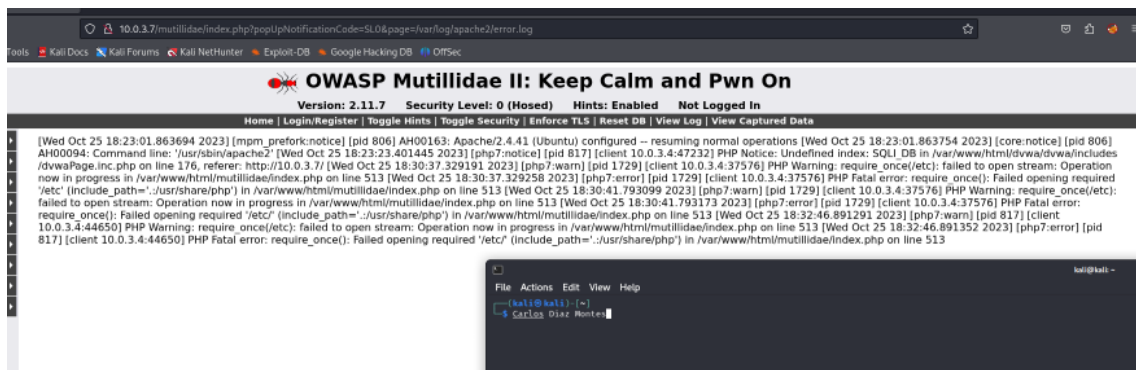 10.0.3.7/mutillidae/index.php?popUpNotificationCode=SL0&page=/var/log/apache2/error.log
Tools Kali Docs Kali Forums Kali NetHunter Exploit-DB Google Hacking DB OffSec
OWASP Mutillidae II: Keep Calm and Pwn On
Version: 2.11.7 Security Level: 0 (Hosed) Hints: Enabled Not Logged In
Home | Login/Register | Toggle Hints | Toggle Security | Enforce TLS | Reset DB | View Log | View Captured Data
[Wed Oct 25 18:23:01.863694 2023] [mpm_prefork:notice] [pid 806] AH00163: Apache/2.4.41 (Ubuntu) configured -- resuming normal operations [Wed Oct 25 18:23:01.863754 2023] [core:notice] [pid 806]
AH00094: Command line: '/usr/sbin/apache2' [Wed Oct 25 18:23:23.401445 2023] [php7:notice] [pid 817] [client 10.0.3.4:47232] PHP Notice: Undefined index: SQLI_DB in /var/www/html/dvwa/dvwa/includes
/dvwaPage.inc.php on line 176, referer: http://10.0.3.7/ [Wed Oct 25 18:30:37.329191 2023] [php7:warn] [pid 1729] [client 10.0.3.4:37576] PHP Warning: require_once(/etc): failed to open stream: Operation
now in progress in /var/www/html/mutillidae/index.php on line 513 [Wed Oct 25 18:30:37.329258 2023] [php7:error] [pid 1729] [client 10.0.3.4:37576] PHP Fatal error: require_once(): Failed opening required
'/etc' (include_path='.:/usr/share/php') in /var/www/html/mutillidae/index.php on line 513 [Wed Oct 25 18:30:41.793099 2023] [php7:warn] [pid 1729] [client 10.0.3.4:37576] PHP Warning: require_once(/etc/):
failed to open stream: Operation now in progress in /var/www/html/mutillidae/index.php on line 513 [Wed Oct 25 18:30:41.793173 2023] [php7:error] [pid 1729] [client 10.0.3.4:37576] PHP Fatal error:
require_once(): Failed opening required '/etc/' (include_path='.:/usr/share/php') in /var/www/html/mutillidae/index.php on line 513 [Wed Oct 25 18:32:46.891291 2023] [php7:warn] [pid 817] [client
10.0.3.4:44650] PHP Warning: require_once(/etc/): failed to open stream: Operation now in progress in /var/www/html/mutillidae/index.php on line 513 [Wed Oct 25 18:32:46.891352 2023] [php7:error] [pid
817] [client 10.0.3.4:44650] PHP Fatal error: require_once(): Failed opening required '/etc/' (include_path='.:/usr/share/php') in /var/www/html/mutillidae/index.php on line 513
kali@kali: ~
File Actions Edit View Help
(kali㉿kali)-[~]
$ Carlos Diaz Montes